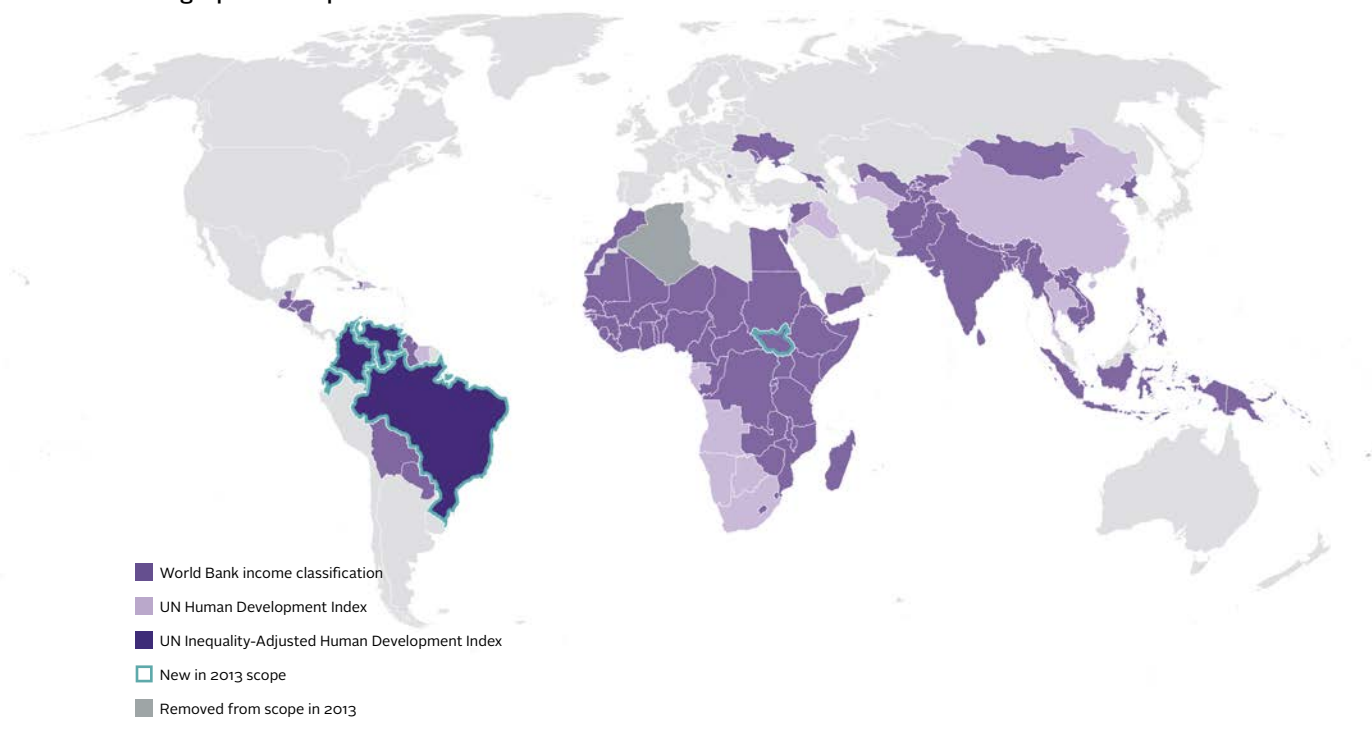 World Bank income classification
UN Human Development Index
UN Inequality-Adjusted Human Development Index
New in 2013 scope
Removed from scope in 2013